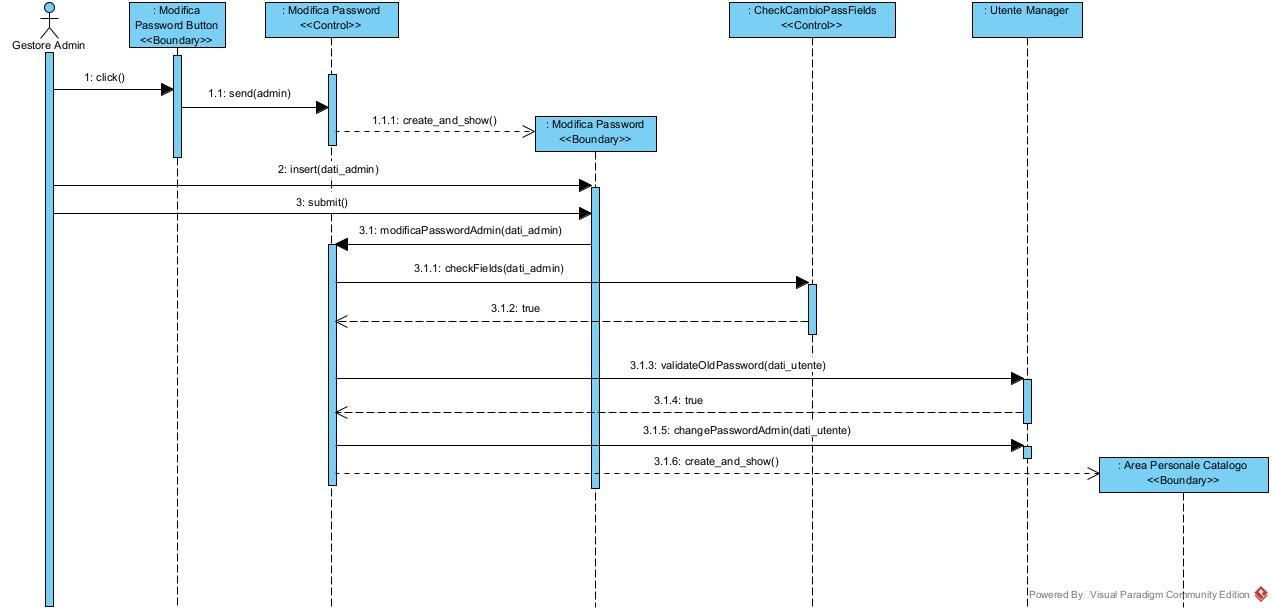 Gestore Admin
: Modifica
Password Button
<<Boundary>>
: Modifica Password
<<Control>>
: CheckCambioPassFields
<<Control>>
: Utente Manager
1: click()
1.1: send(admin)
1.1.1: create_and_show()
: Modifica Password
<<Boundary>>
2: insert(dati_admin)
3: submit()
3.1: modificaPasswordAdmin(dati_admin)
3.1.1: checkFields(dati_admin)
3.1.2: true
3.1.3: validateOldPassword(dati_utente)
3.1.4: true
3.1.5: changePasswordAdmin(dati_utente)
3.1.6: create_and_show()
: Area Personale Catalogo
<<Boundary>>
Powered By Visual Paradigm Community Edition